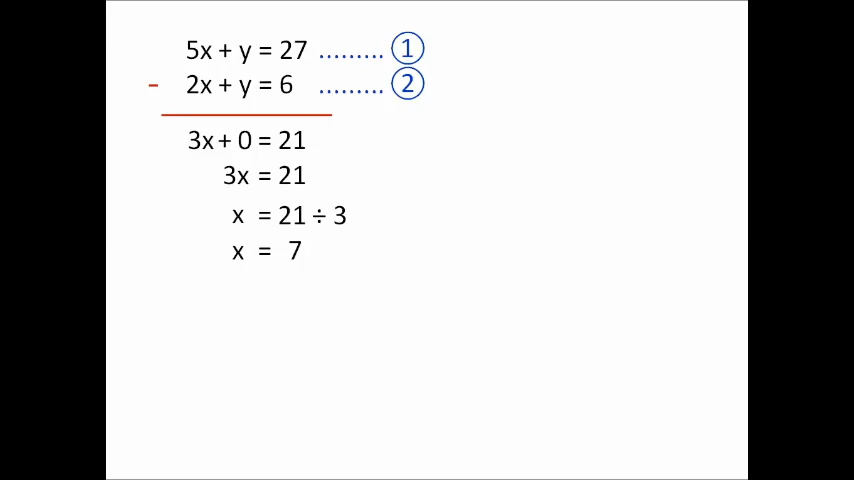 5x + y = 27 ......... ①
- 2x + y = 6 ......... ②
3x + 0 = 21
3x = 21
x = 21 ÷ 3
x = 7